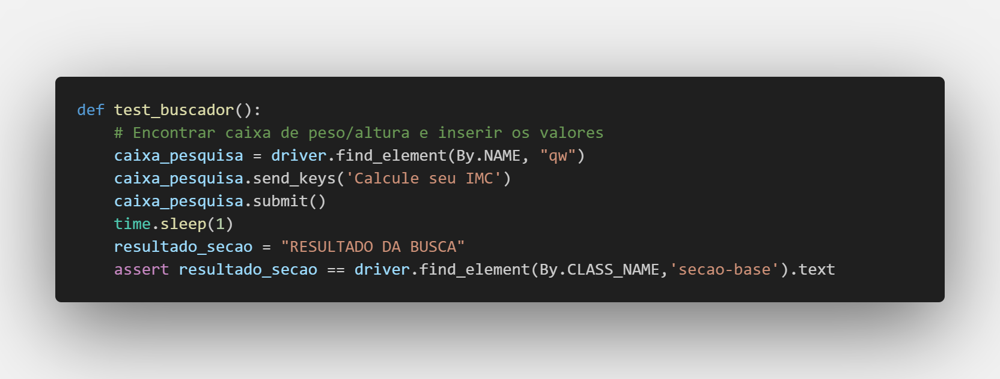 def test_buscador():
    # Encontrar caixa de peso/altura e inserir os valores
    caixa_pesquisa = driver.find_element(By.NAME, "qw")
    caixa_pesquisa.send_keys('Calcule seu IMC')
    caixa_pesquisa.submit()
    time.sleep(1)
    resultado_secao = "RESULTADO DA BUSCA"
    assert resultado_secao == driver.find_element(By.CLASS_NAME,'secao-base').text